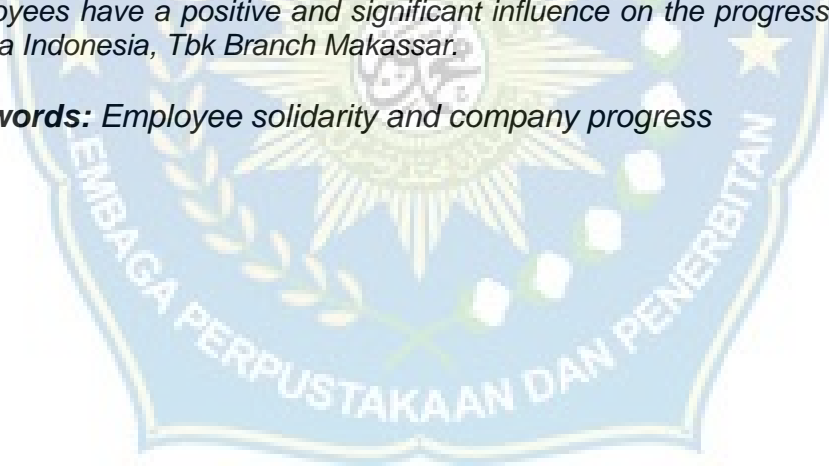 oyees have a positive and significant influence on the progress
a Indonesia, Tbk Branch Makassar.
words: Employee solidarity and company progress
LEMBAGA PERPUSTAKAAN DAN PENERBITAN